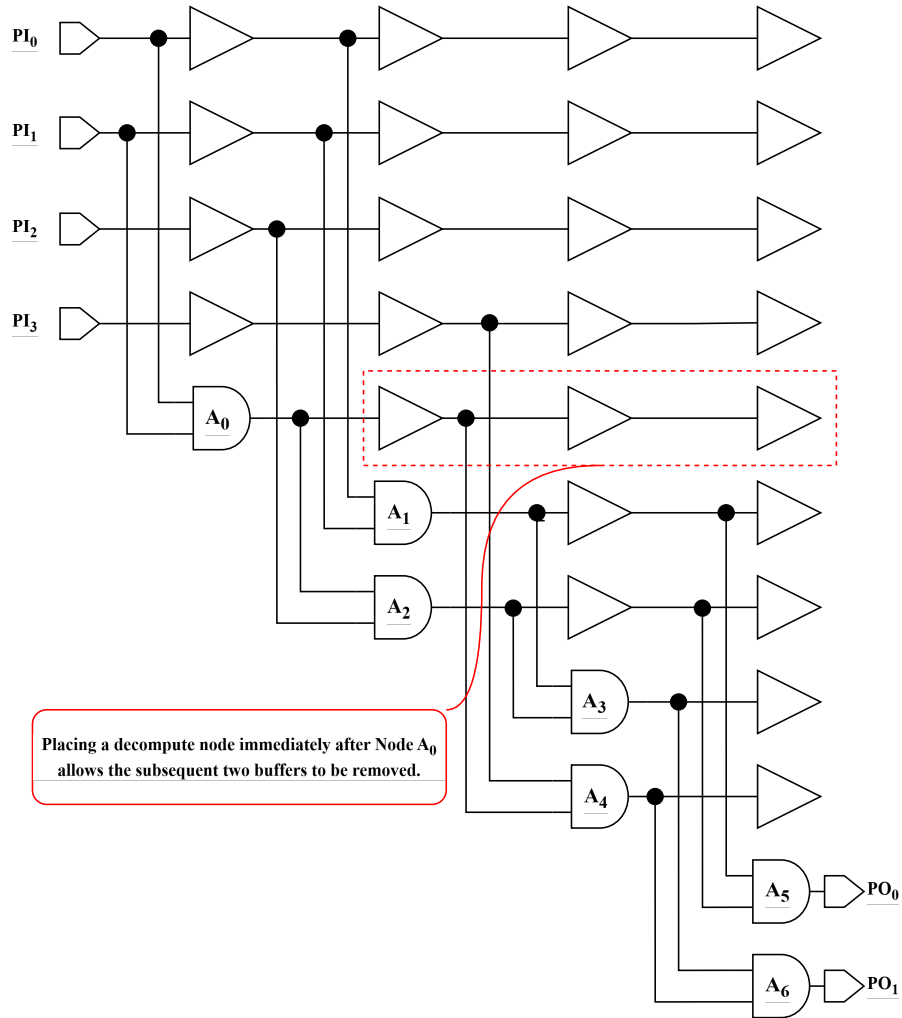 PI0
PI1
PI2
PI3
A0
A1
A2
A3
Placing a decompute node immediately after Node A0
allows the subsequent two buffers to be removed.
A4
A5
PO0
A6
PO1